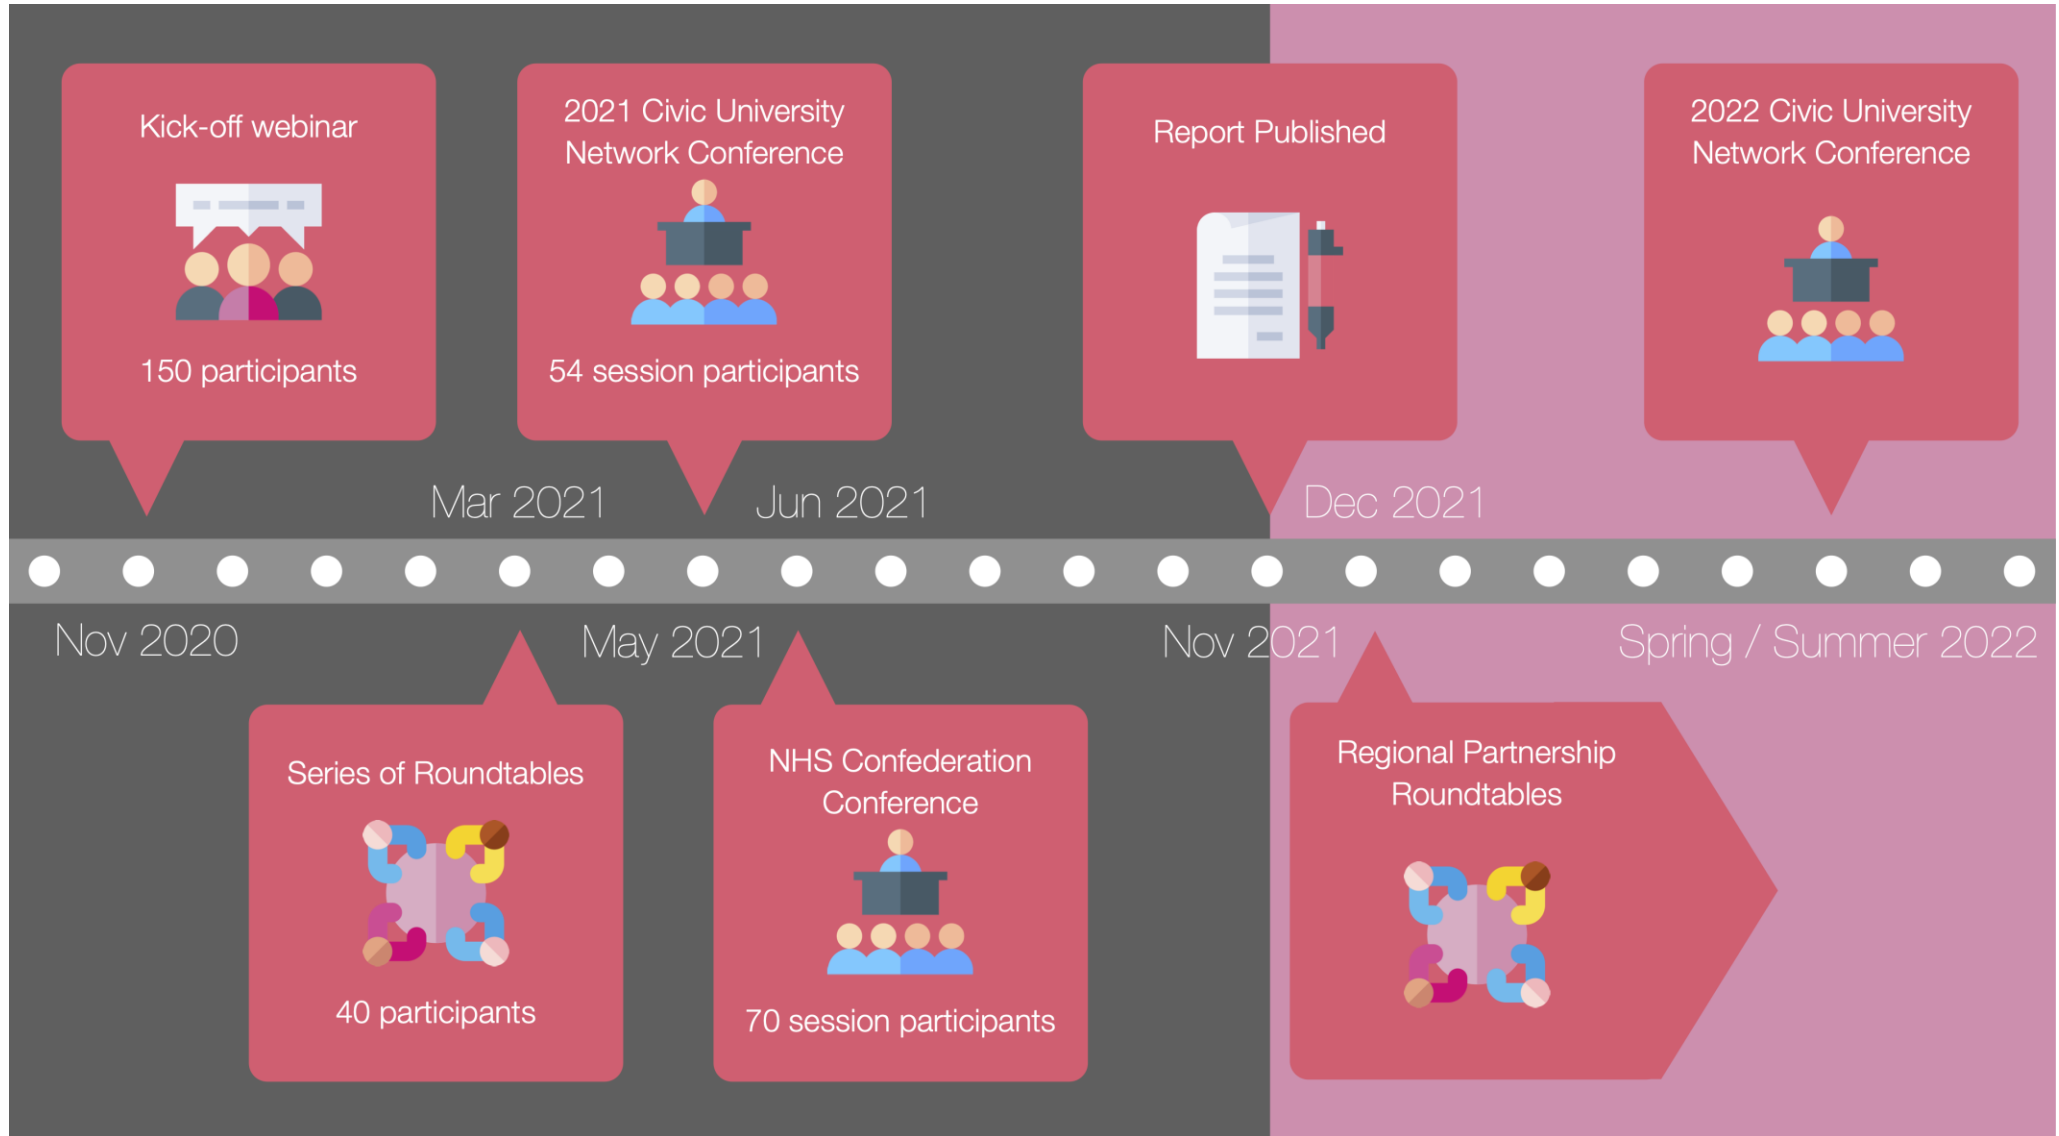 Kick-off webinar
150 participants
2021 Civic University
Network Conference
54 session participants
Report Published
2022 Civic University
Network Conference
Mar 2021
Jun 2021
Dec 2021
Nov 2020
May 2021
Nov 2021
Spring / Summer 2022
Series of Roundtables
40 participants
NHS Confederation
Conference
70 session participants
Regional Partnership
Roundtables